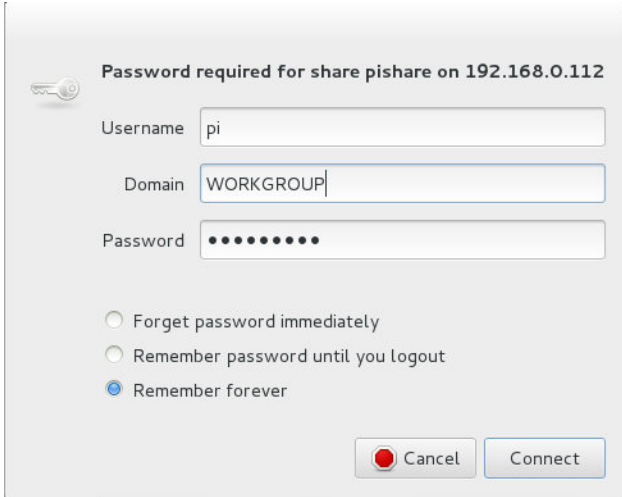 Password required for share pishare on 192.168.0.112
Username pi
Domain WORKGROUP
Password •••••••••
Forget password immediately
Remember password until you logout
Remember forever
Cancel Connect